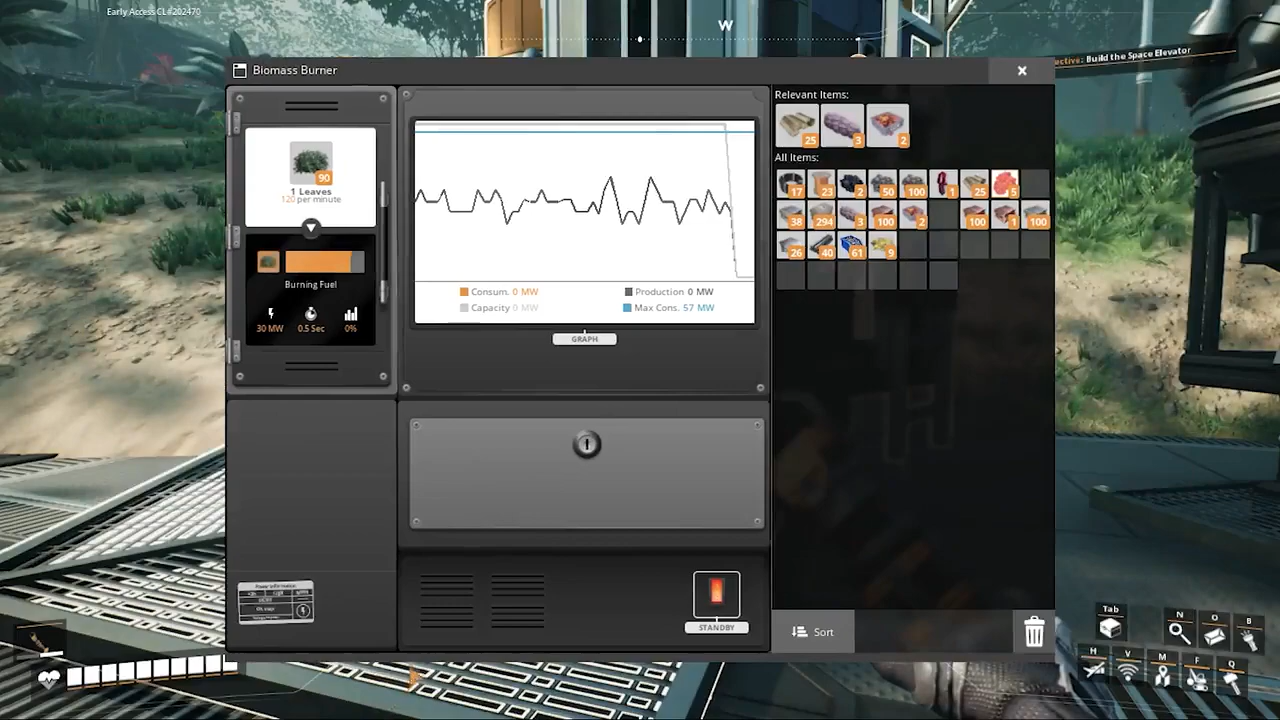 Early Access CL#202470
W
ective: Build the Space Elevator
Biomass Burner
Relevant Items:
25
3
2
All Items:
17 23 2 50 100 1 25 5
38 294 3 100 2 100 1 100
26 40 61 9
90
1 Leaves
120 per minute
Burning Fuel
30 MW 0.5 Sec 0%
Consum. 0 MW
Production 0 MW
Capacity 0 MW
Max Cons. 57 MW
GRAPH
STANDBY
Sort
Tab
N O B
H V M F Q